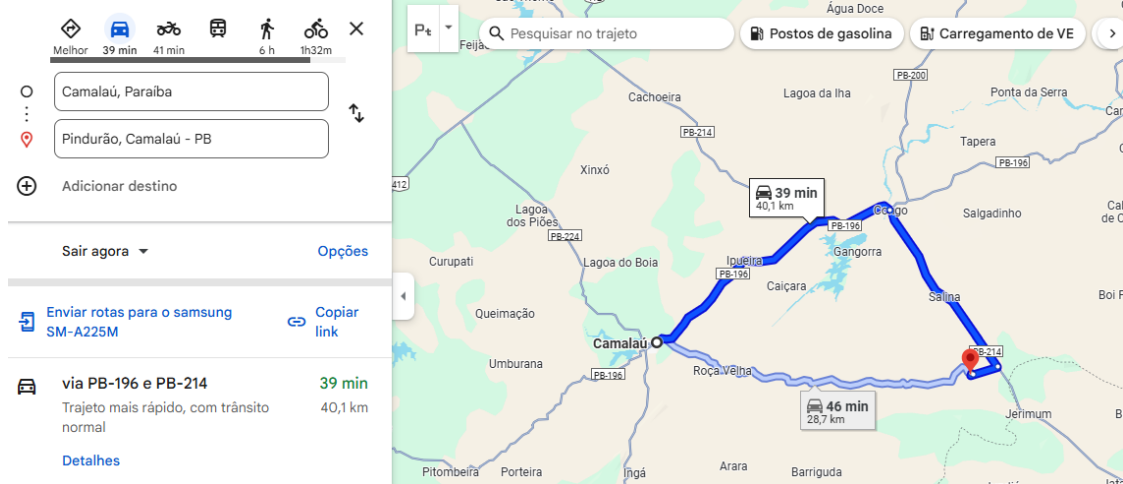 Melhor
39 min
41 min
6 h
1h32m
Camalaú, Paraíba
Pindurão, Camalaú - PB
Adicionar destino
Sair agora
Opções
Enviar rotas para o samsung
SM-A225M
Copiar
link
via PB-196 e PB-214
39 min
Trajeto mais rápido, com trânsito
normal
40,1 km
Detalhes
Pesquisar no trajeto
Postos de gasolina
Carregamento de VE
Água Doce
PB-200
Cachoeira
Lagoa da Iha
Ponta da Serra
PB-214
Tapera
PB-196
Xinxó
412
39 min
40,1 km
Lagoa
dos Piões
PB-224
Salgadinho
PB-196
Gangorra
Curupati
Lagoa do Boia
Ipueira
PB-196
Caiçara
Salina
Queimação
Camalaú
PB-214
Umburana
PB-196
Roça Velha
46 min
28,7 km
Jerimum
Pitombeira
Porteira
Ingá
Arara
Barriguda